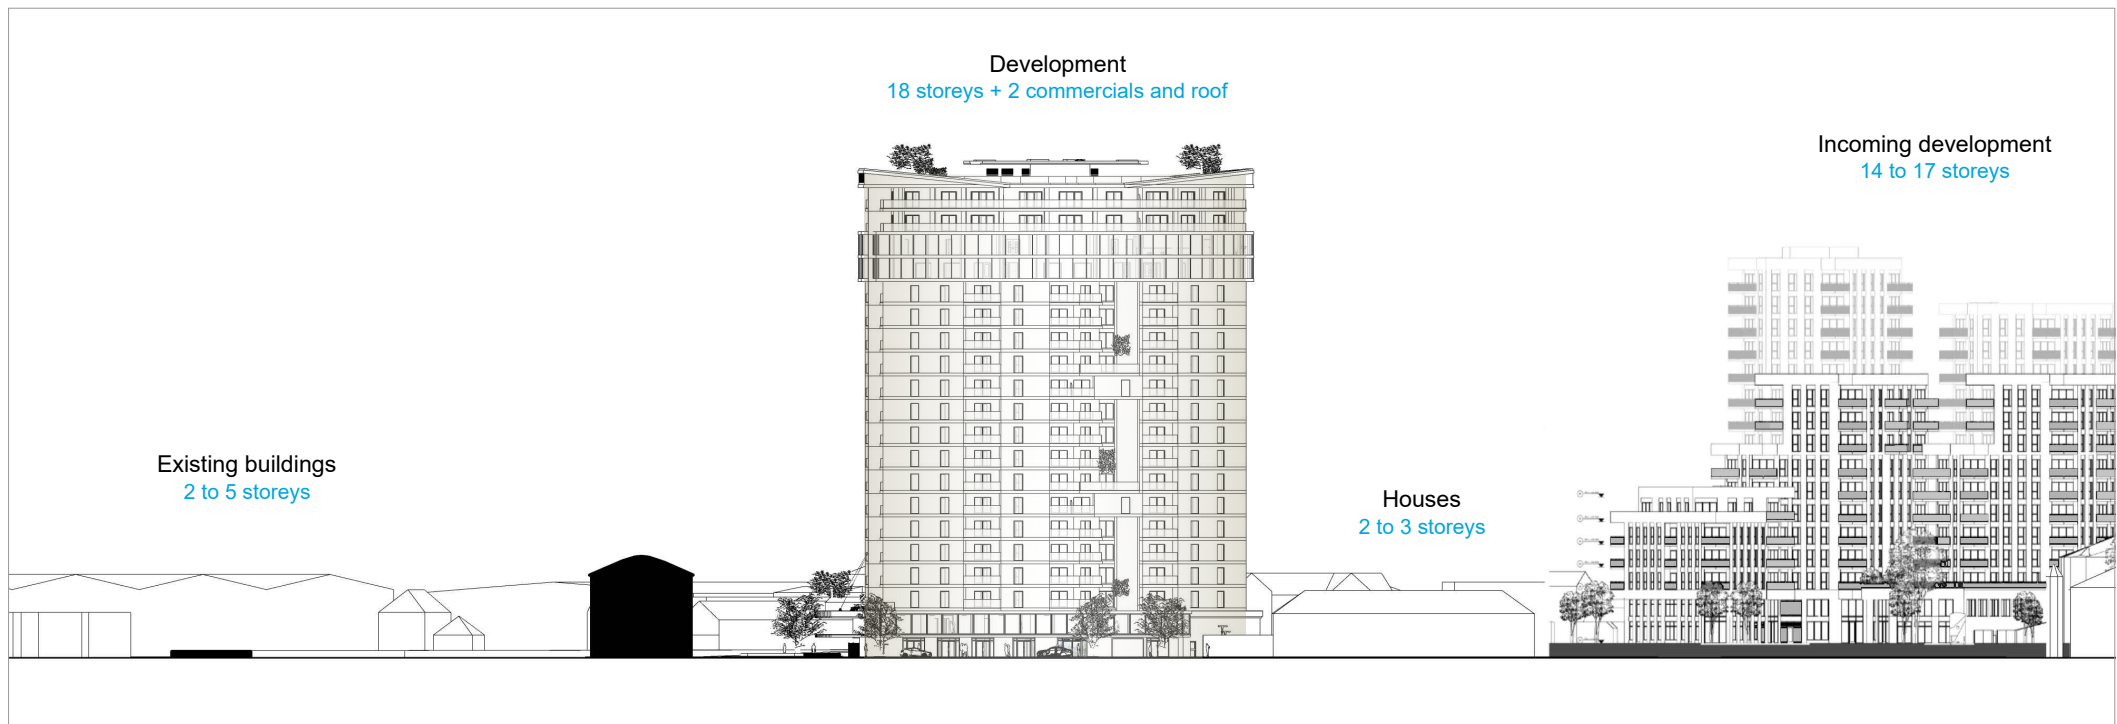 Development
18 storeys + 2 commercials and roof
Incoming development
14 to 17 storeys
Existing buildings
2 to 5 storeys
Houses
2 to 3 storeys